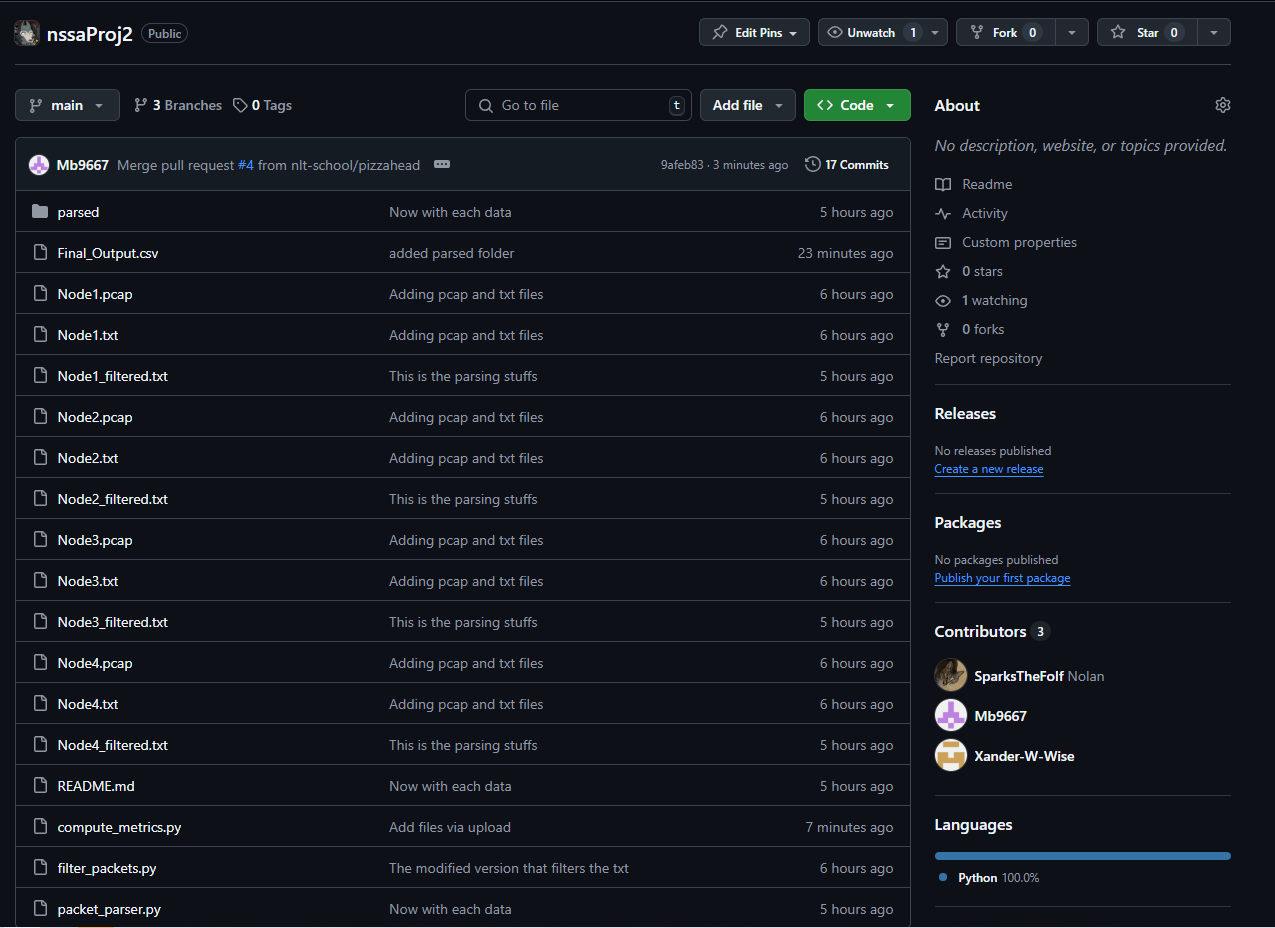 nssaProj2 Public Edit Pins Unwatch 1 Fork 0 Star 0
main 3 Branches 0 Tags Go to file t Add file Code
Mb9667 Merge pull request #4 from nlt-school/pizzahead 9afeb83 · 3 minutes ago 17 Commits
parsed Now with each data 5 hours ago
Final_Output.csv added parsed folder 23 minutes ago
Node1.pcap Adding pcap and txt files 6 hours ago
Node1.txt Adding pcap and txt files 6 hours ago
Node1_filtered.txt This is the parsing stuffs 5 hours ago
Node2.pcap Adding pcap and txt files 6 hours ago
Node2.txt Adding pcap and txt files 6 hours ago
Node2_filtered.txt This is the parsing stuffs 5 hours ago
Node3.pcap Adding pcap and txt files 6 hours ago
Node3.txt Adding pcap and txt files 6 hours ago
Node3_filtered.txt This is the parsing stuffs 5 hours ago
Node4.pcap Adding pcap and txt files 6 hours ago
Node4.txt Adding pcap and txt files 6 hours ago
Node4_filtered.txt This is the parsing stuffs 5 hours ago
README.md Now with each data 5 hours ago
compute_metrics.py Add files via upload 7 minutes ago
filter_packets.py The modified version that filters the txt 6 hours ago
packet_parser.py Now with each data 5 hours ago
About
No description, website, or topics provided.
Readme
Activity
Custom properties
0 stars
1 watching
0 forks
Report repository
Releases
No releases published
Create a new release
Packages
No packages published
Publish your first package
Contributors 3
SparksTheFolf Nolan
Mb9667
Xander-W-Wise
Languages
Python 100.0%